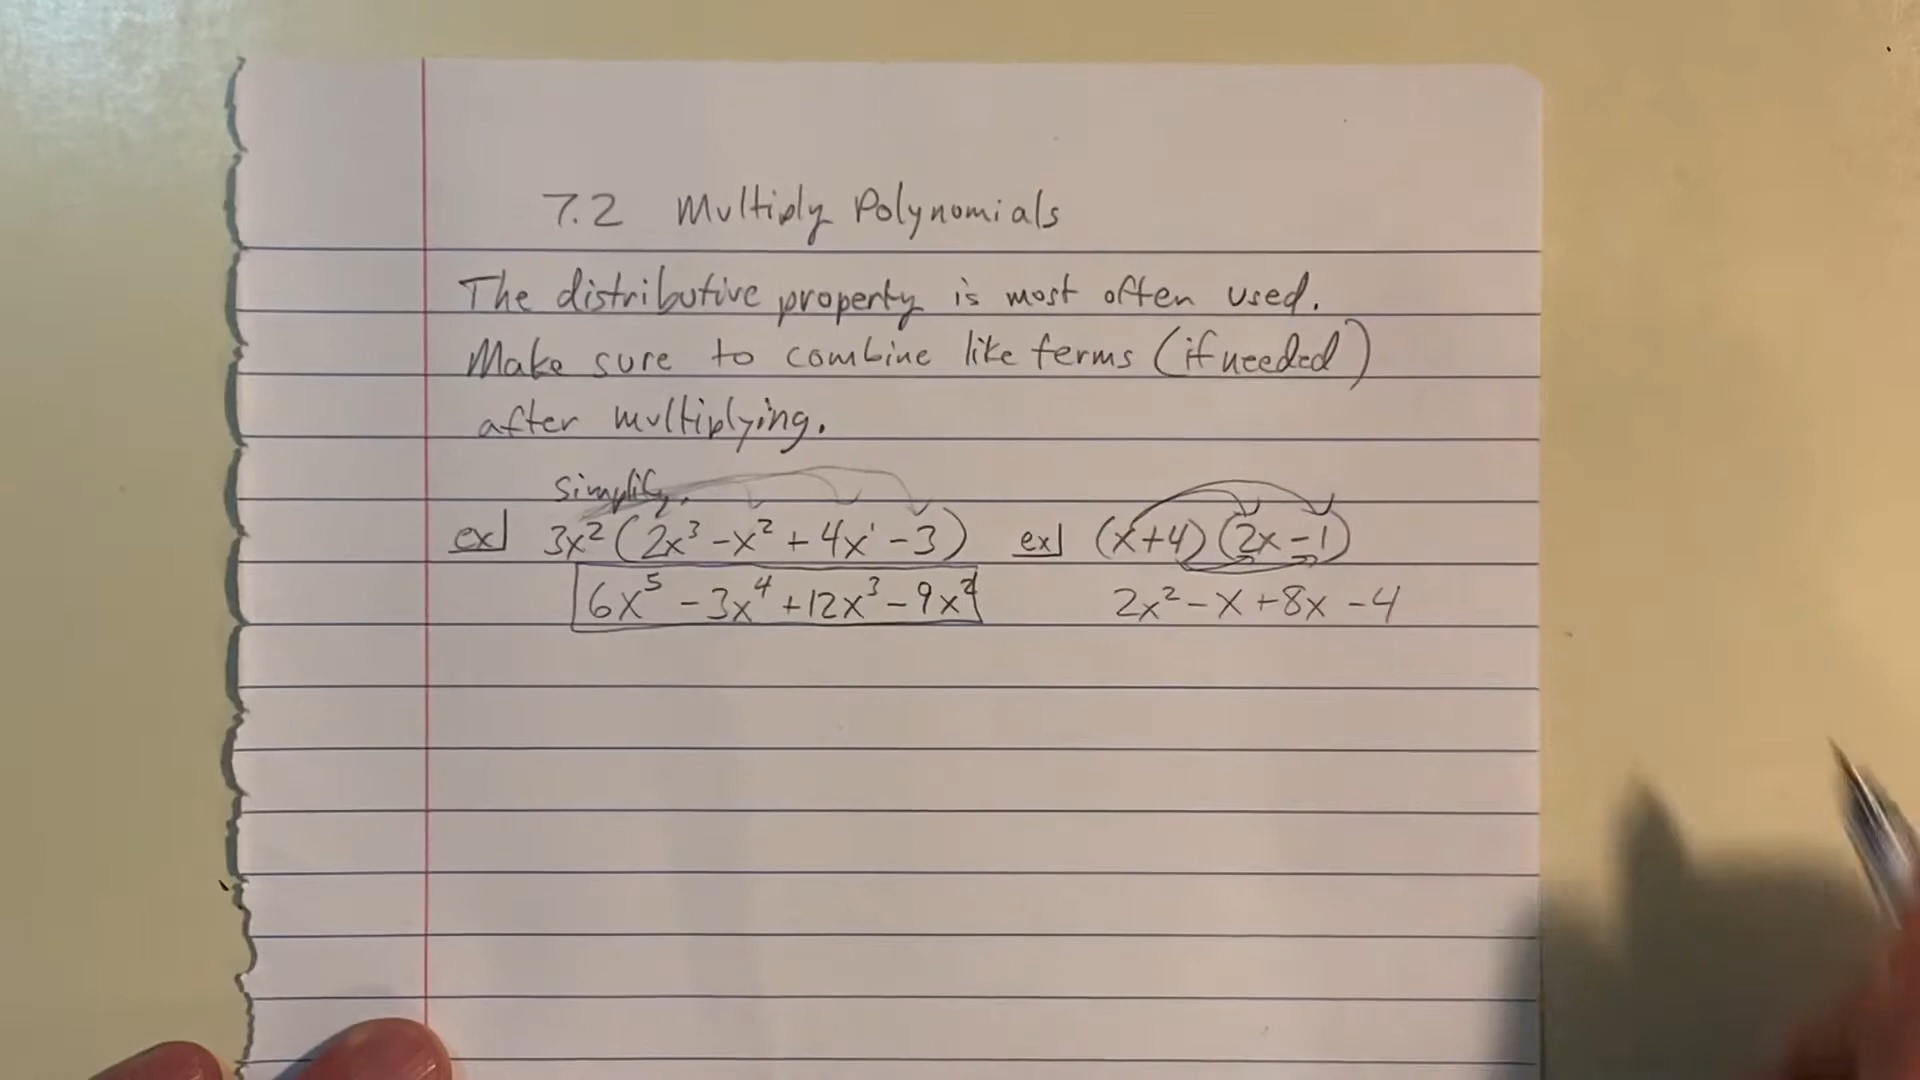 7.2 Multiply Polynomials
The distributive property is most often used.
Make sure to combine like terms (if needed)
after multiplying.
simplify.
ex] 3x²(2x³-x²+4x¹-3) ex] (x+4)(2x-1)
6x⁵-3x⁴+12x³-9x² 2x²-x+8x-4